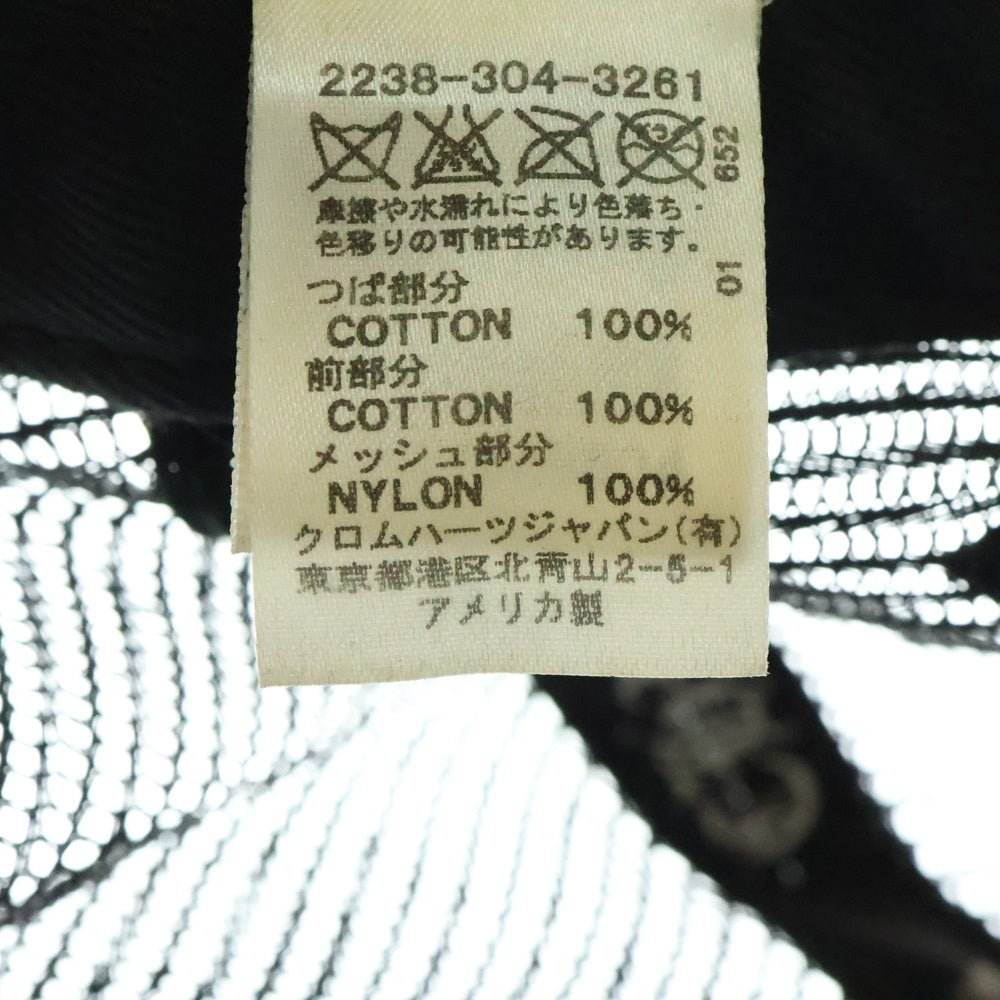 2238-304-3261
摩擦や水濡れにより色落ち・
色移りの可能性があります。
つば部分
COTTON 100%
前部分
COTTON 100%
メッシュ部分
NYLON 100%
クロムハーツジャパン(有)
東京都港区北青山2-5-1
アメリカ製
652
01